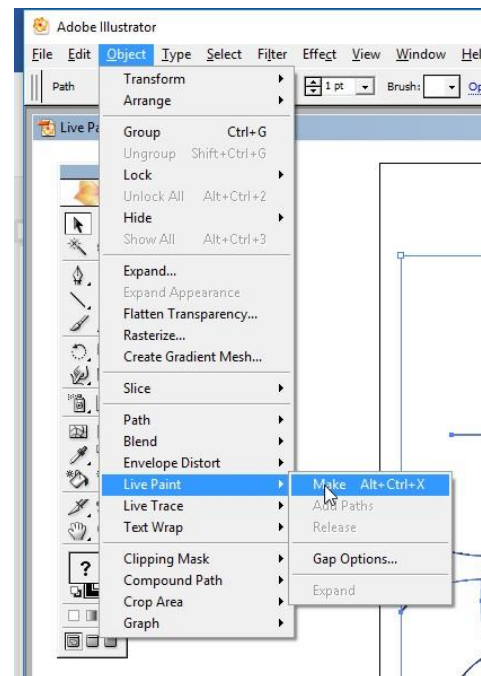 Adobe Illustrator
File Edit Object Type Select Filter Effect View Window
Path 1 pt Brush:
Transform
Arrange
Live
Group Ctrl+G
Ungroup Shift+Ctrl+G
Lock
Unlock All Alt+Ctrl+2
Hide
Show All Alt+Ctrl+3
Expand...
Expand Appearance
Flatten Transparency...
Rasterize...
Create Gradient Mesh...
Slice
Path
Blend
Envelope Distort
Live Paint
Make Alt+Ctrl+X
Live Trace
Add Paths
Text Wrap
Release
Clipping Mask
Gap Options...
?
Compound Path
Expand
Crop Area
Graph